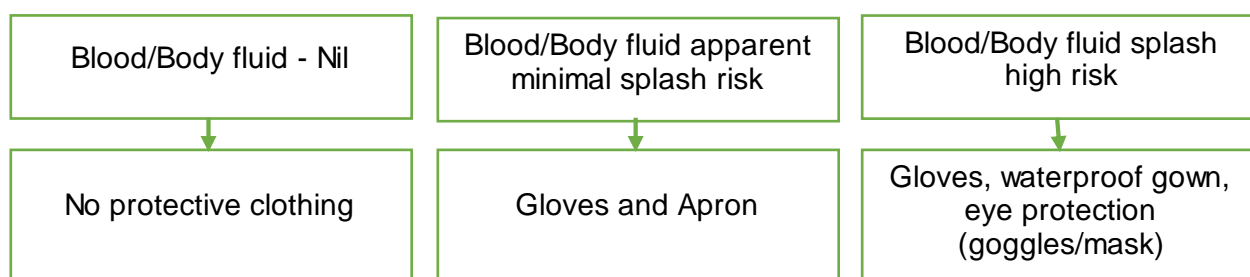 Blood/Body fluid - Nil
Blood/Body fluid apparent
minimal splash risk
Blood/Body fluid splash
high risk
No protective clothing
Gloves and Apron
Gloves, waterproof gown,
eye protection
(goggles/mask)